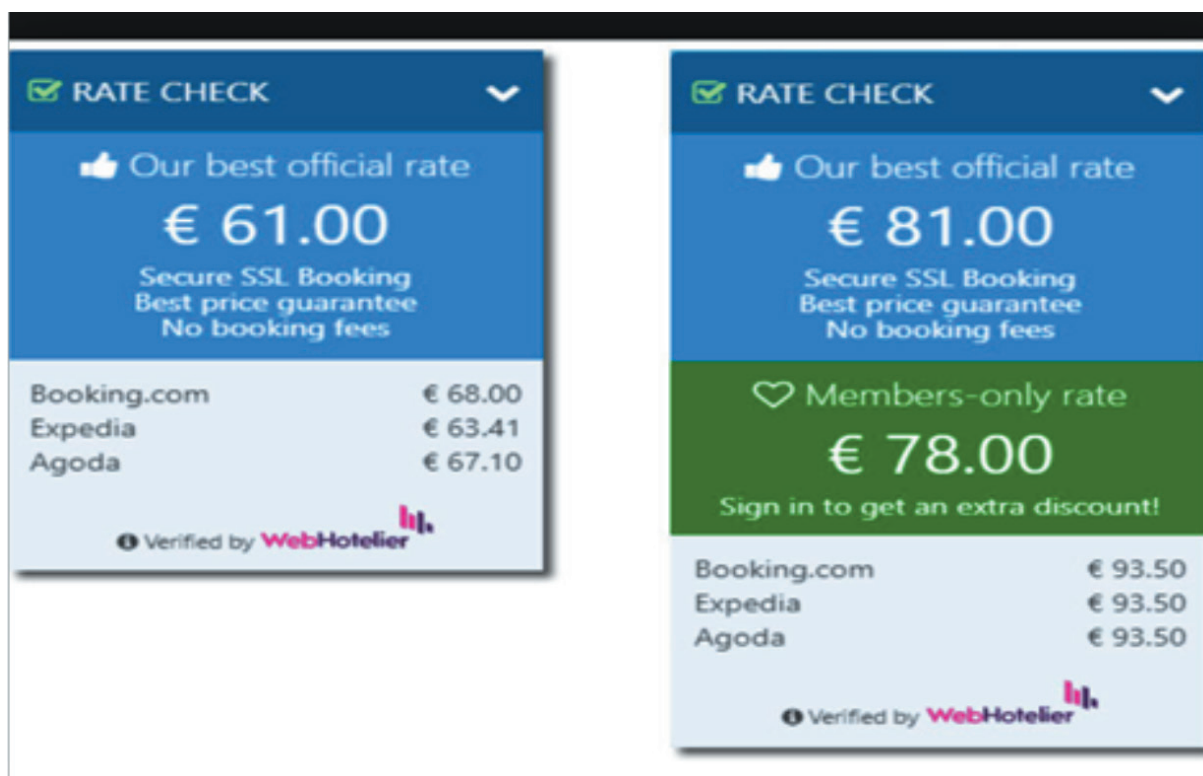 RATE CHECK
Our best official rate
€ 61.00
Secure SSL Booking
Best price guarantee
No booking fees
Booking.com € 68.00
Expedia € 63.41
Agoda € 67.10
Verified by WebHotelier
RATE CHECK
Our best official rate
€ 81.00
Secure SSL Booking
Best price guarantee
No booking fees
Members-only rate
€ 78.00
Sign in to get an extra discount!
Booking.com € 93.50
Expedia € 93.50
Agoda € 93.50
Verified by WebHotelier